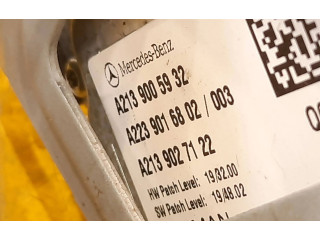 Mercedes-Benz
A213 900 59 32
A223 901 68 02 / 003
A213 902 71 22
HW Patch Level: 19/32.00
SW Patch Level: 19/48.02